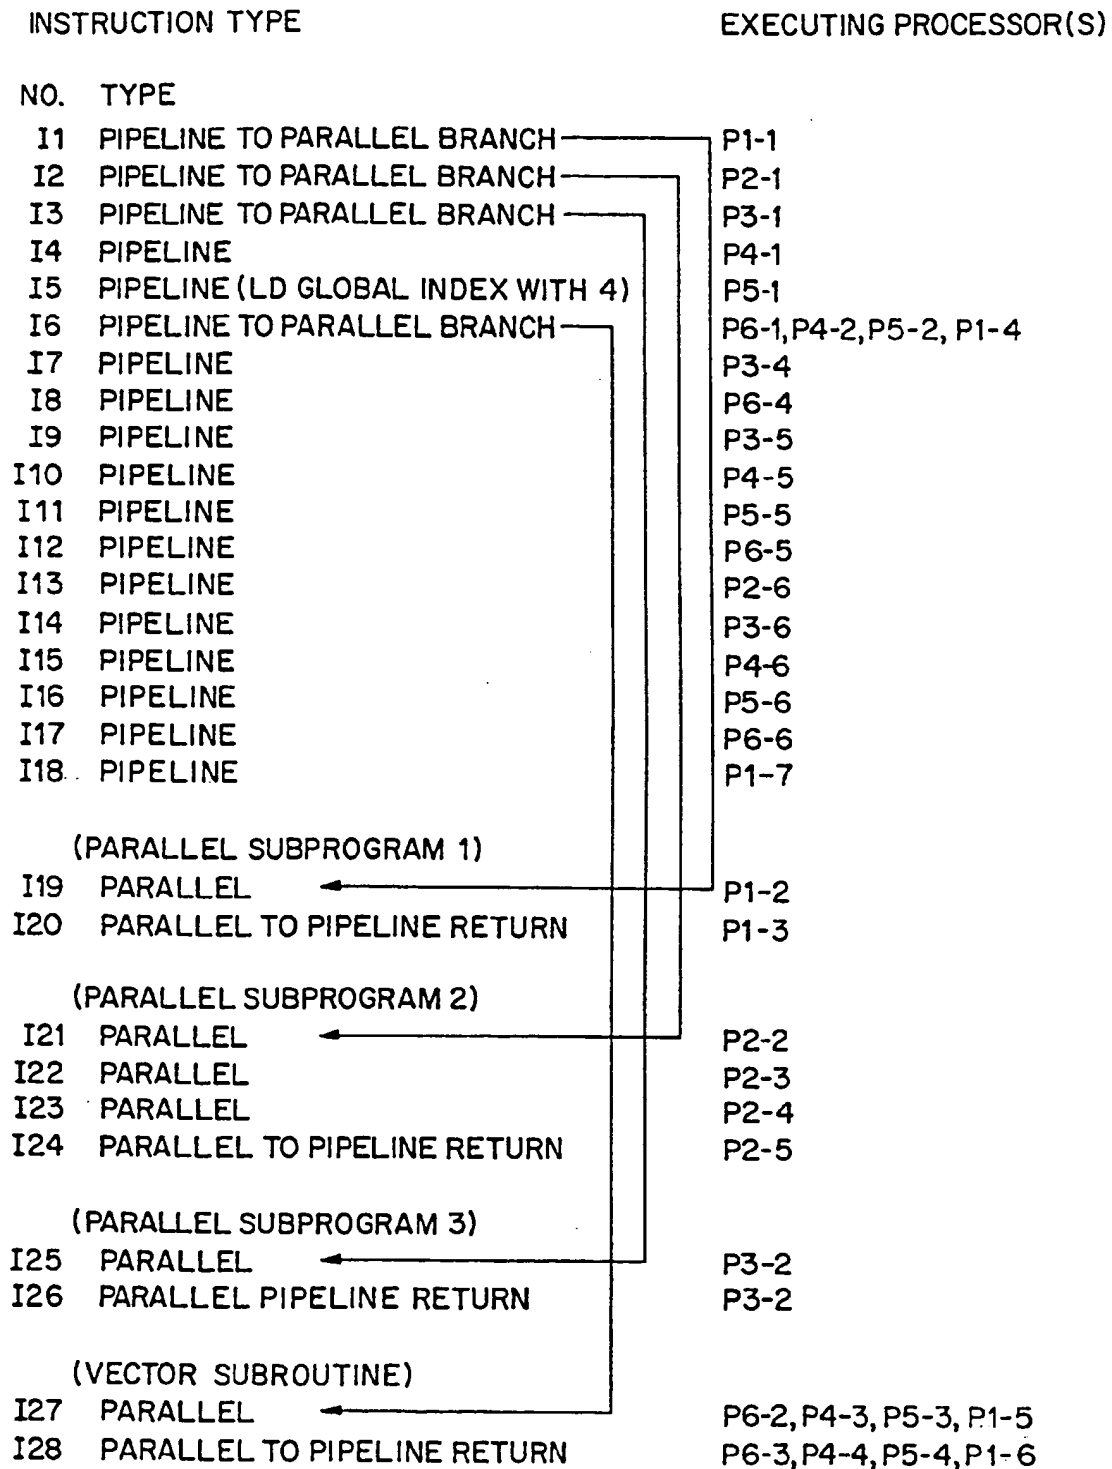 INSTRUCTION TYPE EXECUTING PROCESSOR(S)
NO. TYPE
I1 PIPELINE TO PARALLEL BRANCH P1-1
I2 PIPELINE TO PARALLEL BRANCH P2-1
I3 PIPELINE TO PARALLEL BRANCH P3-1
I4 PIPELINE P4-1
I5 PIPELINE (LD GLOBAL INDEX WITH 4) P5-1
I6 PIPELINE TO PARALLEL BRANCH P6-1, P4-2, P5-2, P1-4
I7 PIPELINE P3-4
I8 PIPELINE P6-4
I9 PIPELINE P3-5
I10 PIPELINE P4-5
I11 PIPELINE P5-5
I12 PIPELINE P6-5
I13 PIPELINE P2-6
I14 PIPELINE P3-6
I15 PIPELINE P4-6
I16 PIPELINE P5-6
I17 PIPELINE P6-6
I18 PIPELINE P1-7
(PARALLEL SUBPROGRAM 1)
I19 PARALLEL P1-2
I20 PARALLEL TO PIPELINE RETURN P1-3
(PARALLEL SUBPROGRAM 2)
I21 PARALLEL P2-2
I22 PARALLEL P2-3
I23 PARALLEL P2-4
I24 PARALLEL TO PIPELINE RETURN P2-5
(PARALLEL SUBPROGRAM 3)
I25 PARALLEL P3-2
I26 PARALLEL PIPELINE RETURN P3-2
(VECTOR SUBROUTINE)
I27 PARALLEL P6-2, P4-3, P5-3, P1-5
I28 PARALLEL TO PIPELINE RETURN P6-3, P4-4, P5-4, P1-6